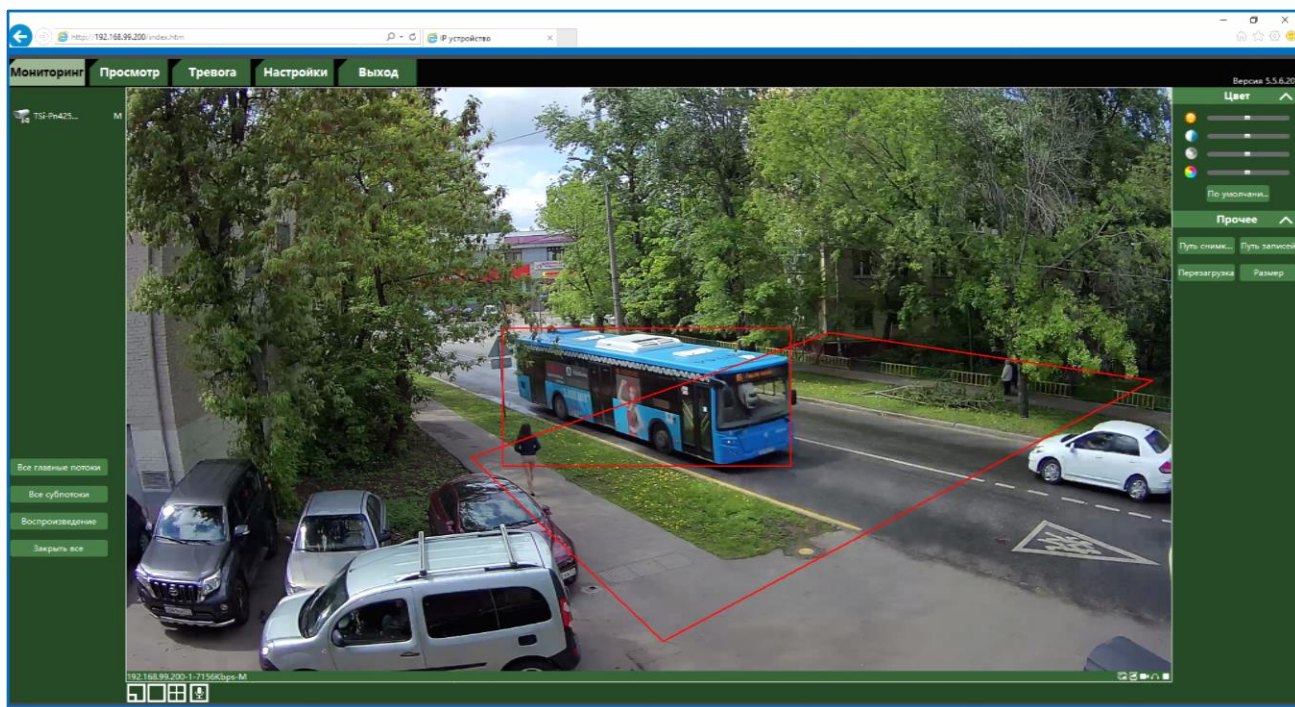 http://192.168.99.200/index.htm
IP устройство
Мониторинг Просмотр Тревога Настройки Выход
Версия 5.5.6.20
TSi-Pn425... M
Цвет
По умолчани...
Прочее
Путь снимк... Путь записей
Перезагрузка Размер
Все главные потоки
Все субпотоки
Воспроизведение
Закрыть все
192.168.99.200-1-7156Kbps-M